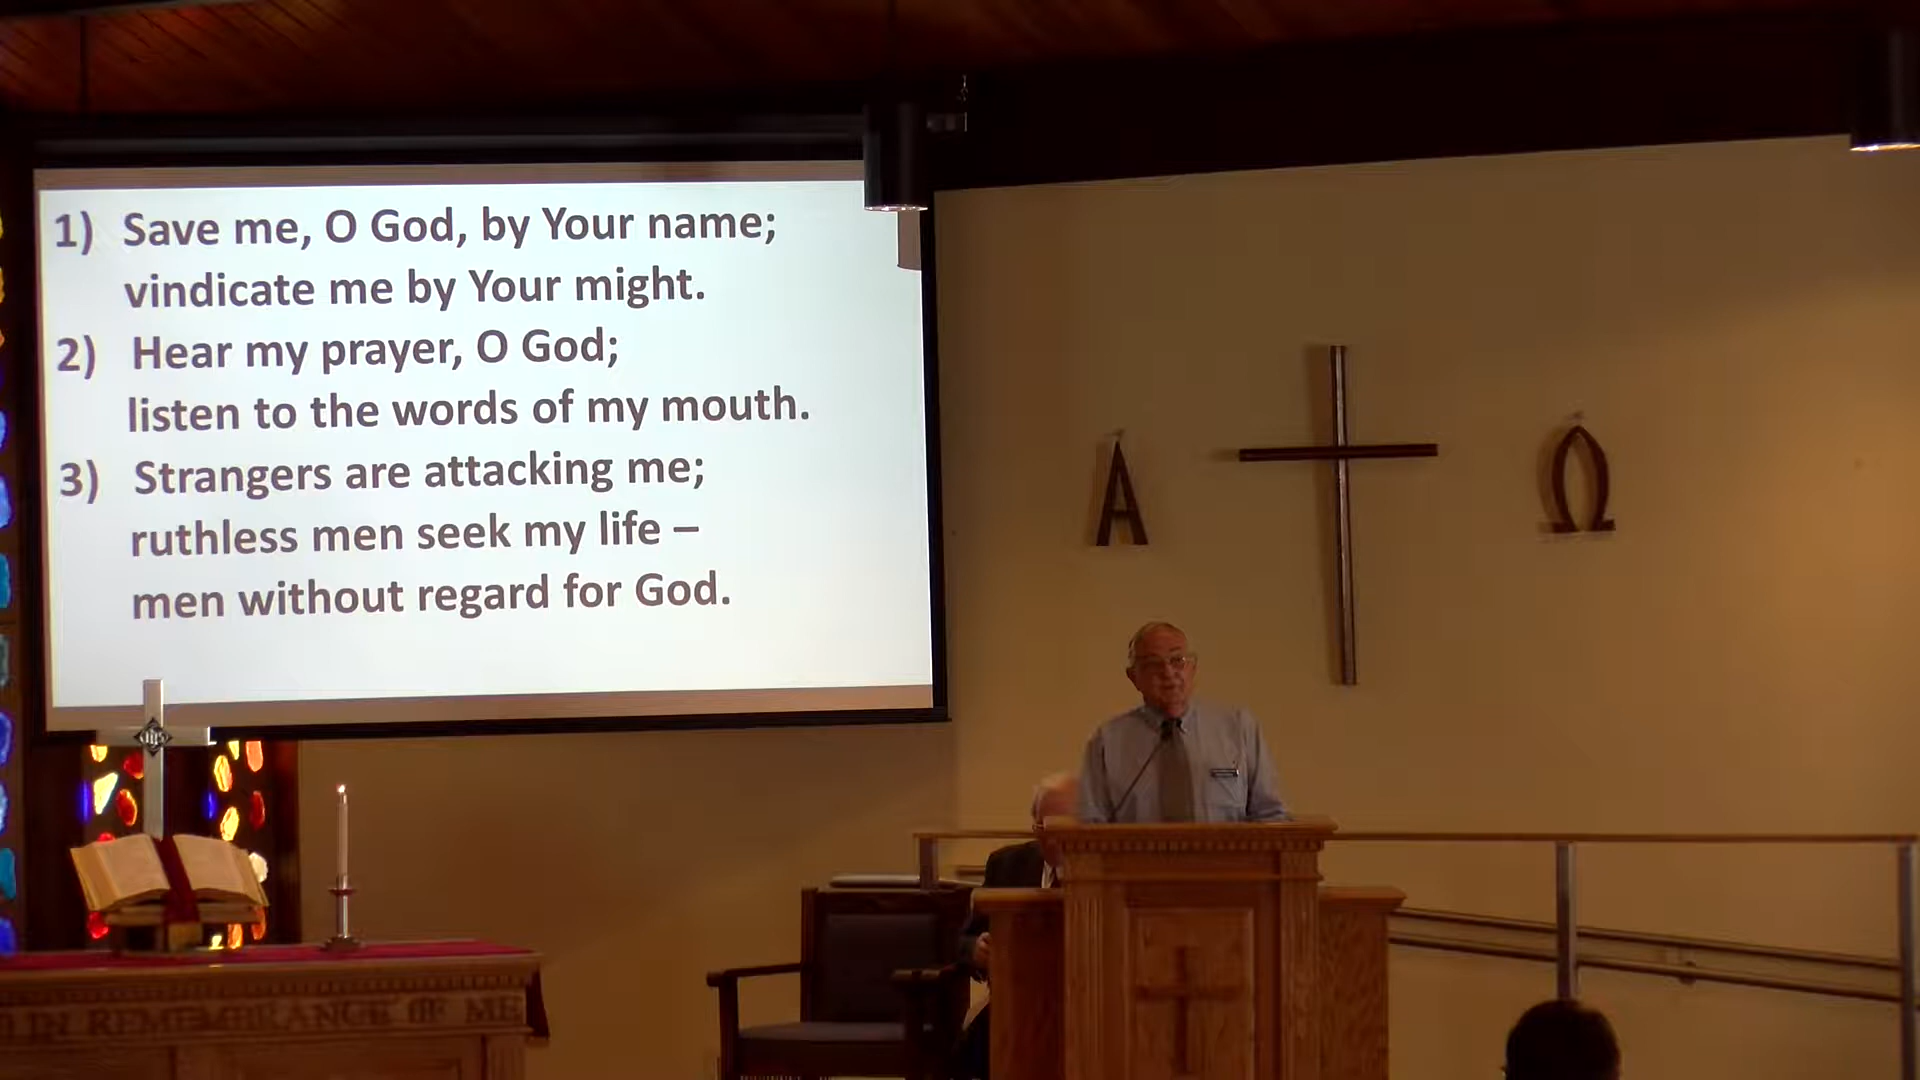 1) Save me, O God, by Your name;
vindicate me by Your might.
2) Hear my prayer, O God;
listen to the words of my mouth.
3) Strangers are attacking me;
ruthless men seek my life –
men without regard for God.
Α Ω
IHS
IN REMEMBRANCE OF ME